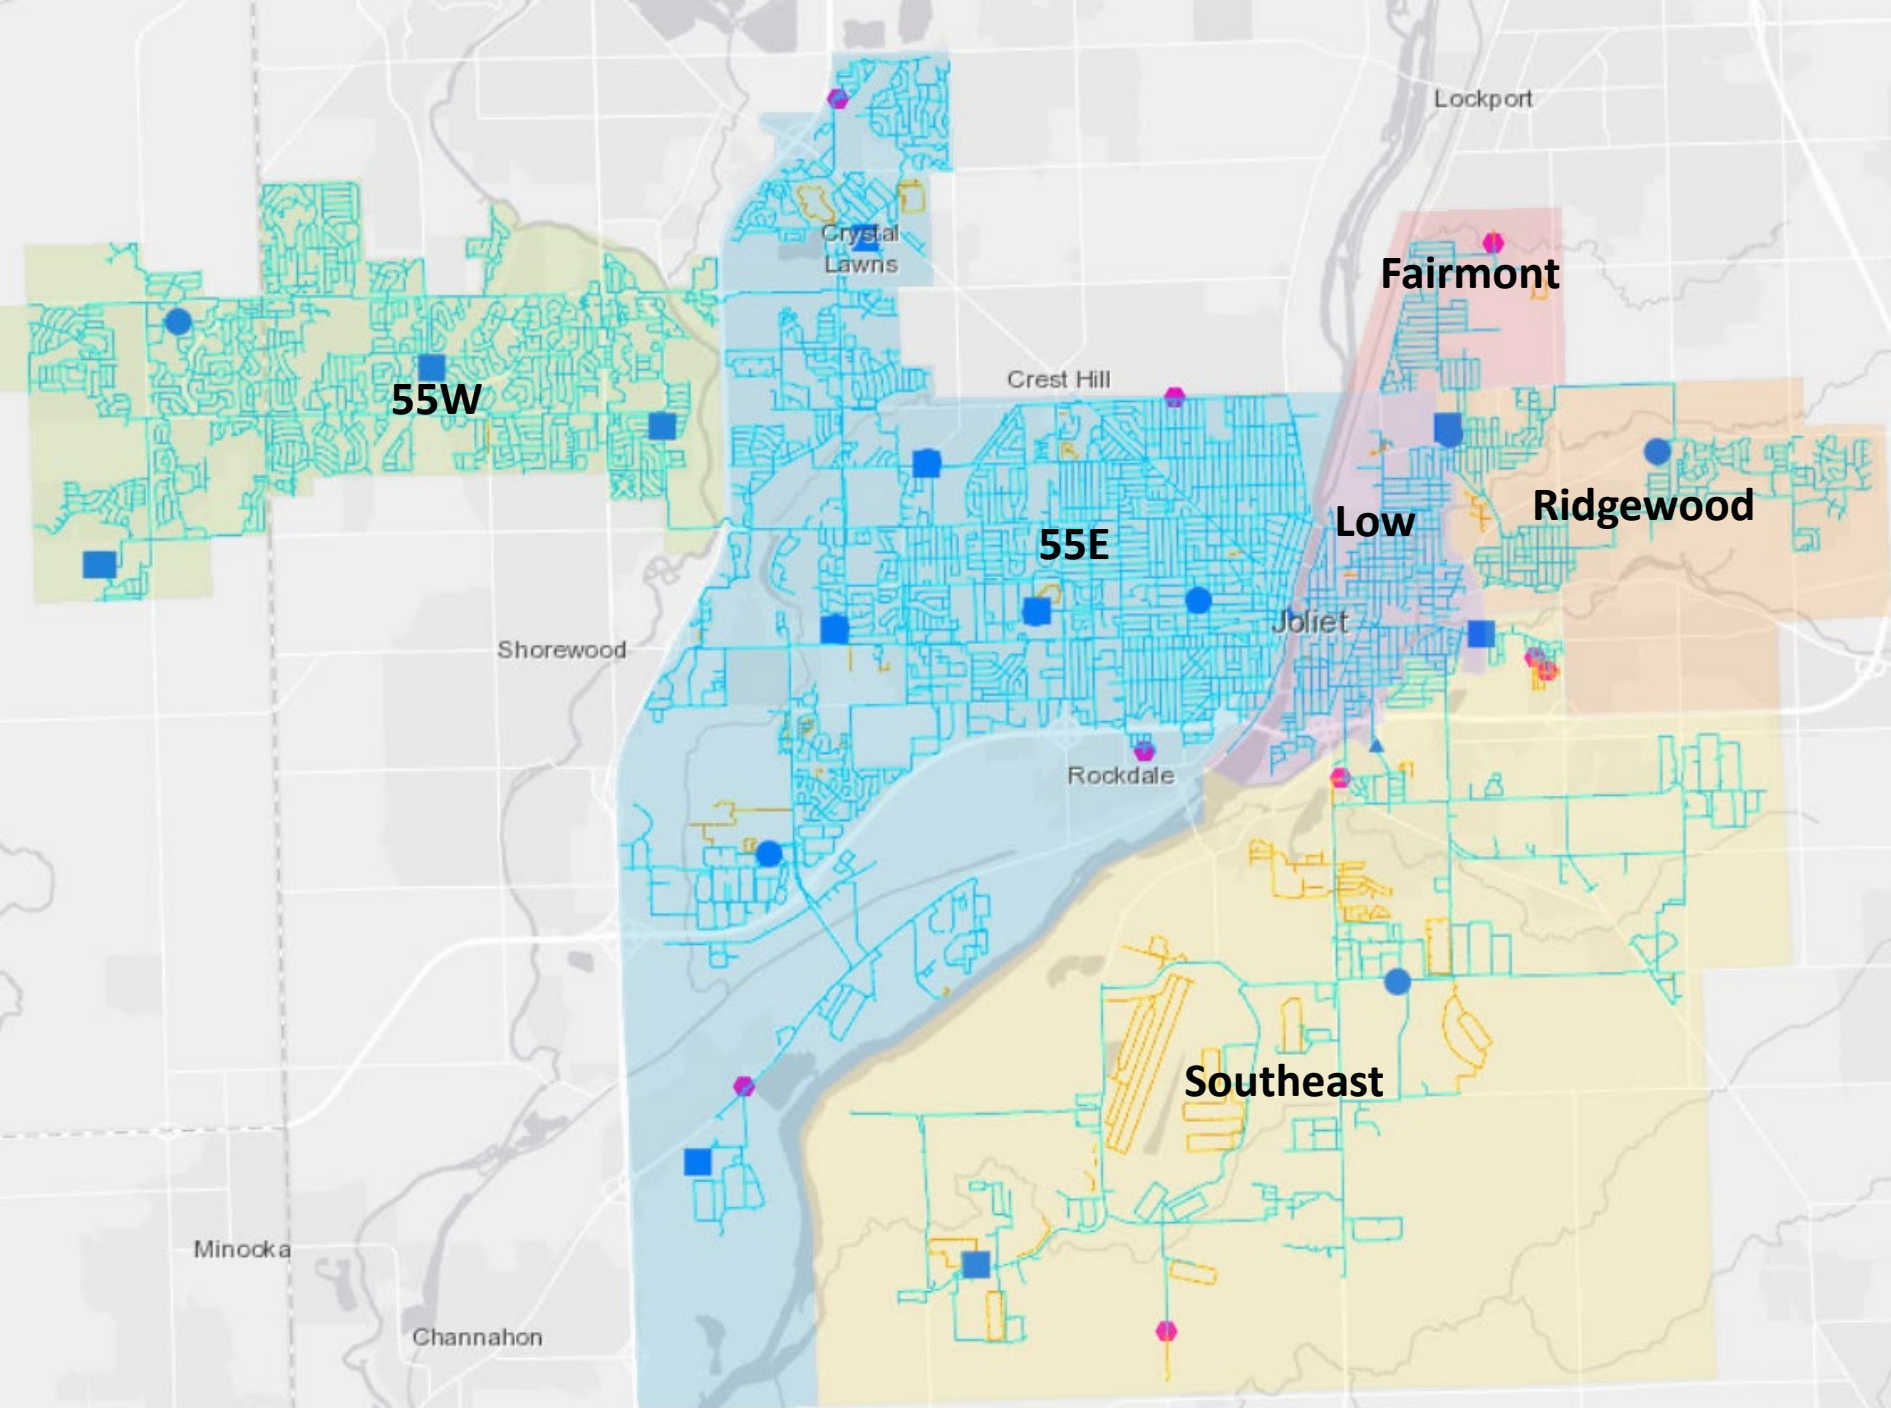 Lockport
Crystal
Lawns
Fairmont
Crest Hill
55W
Ridgewood
Low
55E
Joliet
Shorewood
Rockdale
Southeast
Minooka
Channahon